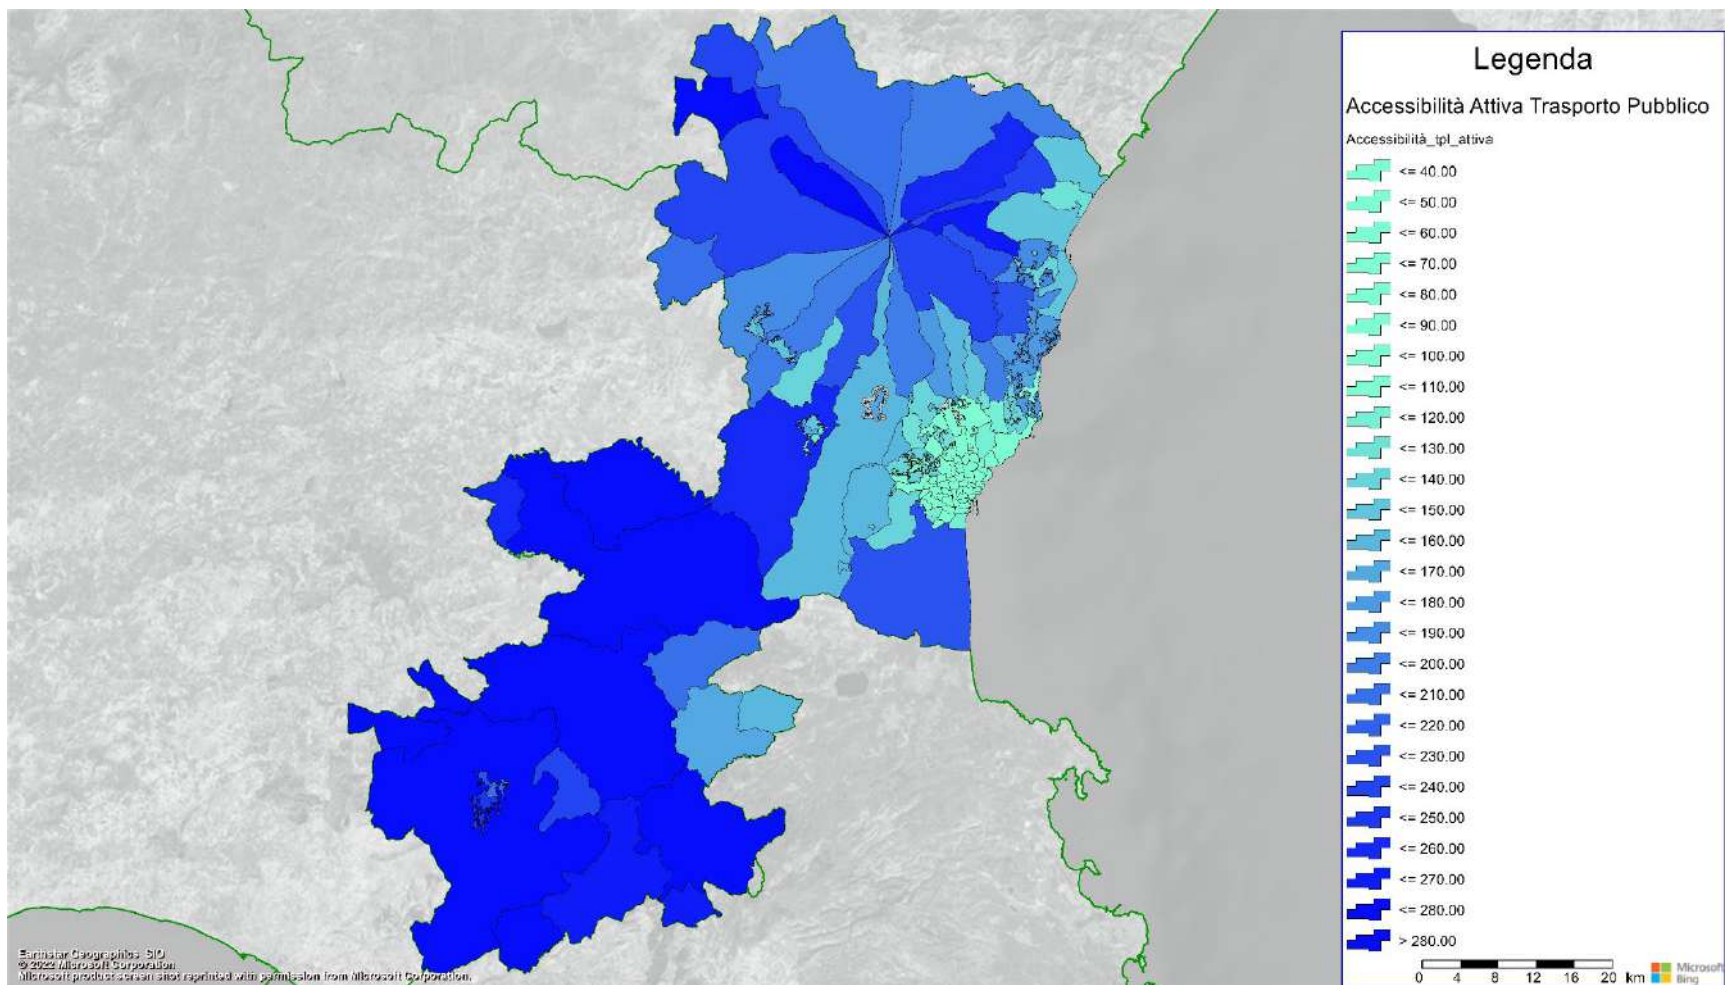 Legenda
Accessibilità Attiva Trasporto Pubblico
Accessibilità_tpl_attiva
<= 40.00
<= 50.00
<= 60.00
<= 70.00
<= 80.00
<= 90.00
<= 100.00
<= 110.00
<= 120.00
<= 130.00
<= 140.00
<= 150.00
<= 160.00
<= 170.00
<= 180.00
<= 190.00
<= 200.00
<= 210.00
<= 220.00
<= 230.00
<= 240.00
<= 250.00
<= 260.00
<= 270.00
<= 280.00
> 280.00
0 4 8 12 16 20 km
Microsoft
Bing
Earthstar Geographics SIO
© 2022 Microsoft Corporation
Microsoft product screen shot reprinted with permission from Microsoft Corporation.